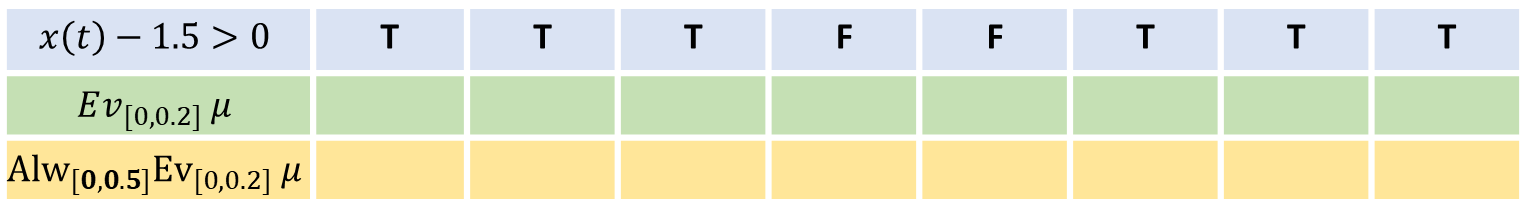 x(t) − 1.5 > 0 T T T F F T T T
Ev[0,0.2] μ
Alw[0,0.5]Ev[0,0.2] μ